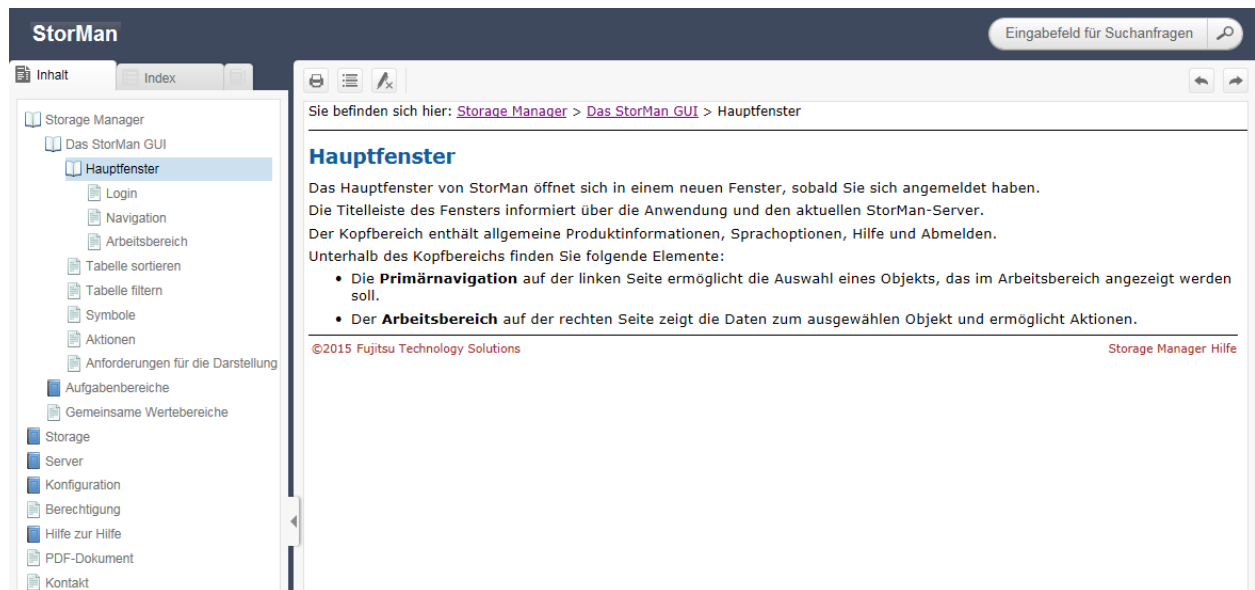 StorMan
Eingabefeld für Suchanfragen
Inhalt
Index
Storage Manager
Das StorMan GUI
Hauptfenster
Login
Navigation
Arbeitsbereich
Tabelle sortieren
Tabelle filtern
Symbole
Aktionen
Anforderungen für die Darstellung
Aufgabenbereiche
Gemeinsame Wertebereiche
Storage
Server
Konfiguration
Berechtigung
Hilfe zur Hilfe
PDF-Dokument
Kontakt
Sie befinden sich hier: Storage Manager > Das StorMan GUI > Hauptfenster
Hauptfenster
Das Hauptfenster von StorMan öffnet sich in einem neuen Fenster, sobald Sie sich angemeldet haben.
Die Titelleiste des Fensters informiert über die Anwendung und den aktuellen StorMan-Server.
Der Kopfbereich enthält allgemeine Produktinformationen, Sprachoptionen, Hilfe und Abmelden.
Unterhalb des Kopfbereichs finden Sie folgende Elemente:
• Die Primärnavigation auf der linken Seite ermöglicht die Auswahl eines Objekts, das im Arbeitsbereich angezeigt werden
soll.
• Der Arbeitsbereich auf der rechten Seite zeigt die Daten zum ausgewählen Objekt und ermöglicht Aktionen.
©2015 Fujitsu Technology Solutions
Storage Manager Hilfe